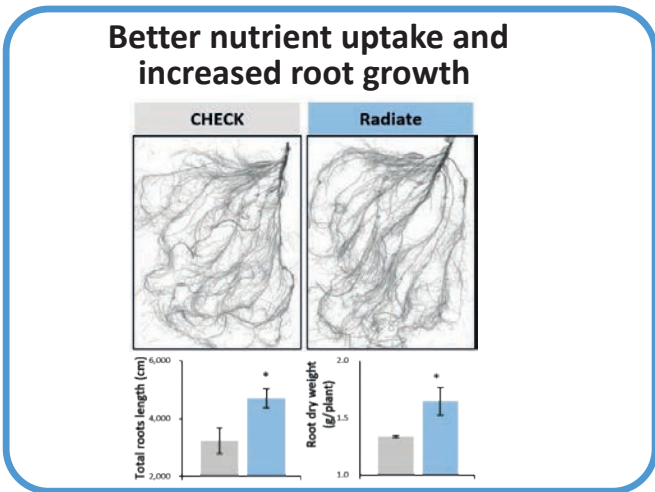 Better nutrient uptake and
increased root growth
CHECK
Radiate
Total roots length (cm)
6,000
4,000
2,000
*
Root dry weight
(g/plant)
2.0
1.5
1.0
*